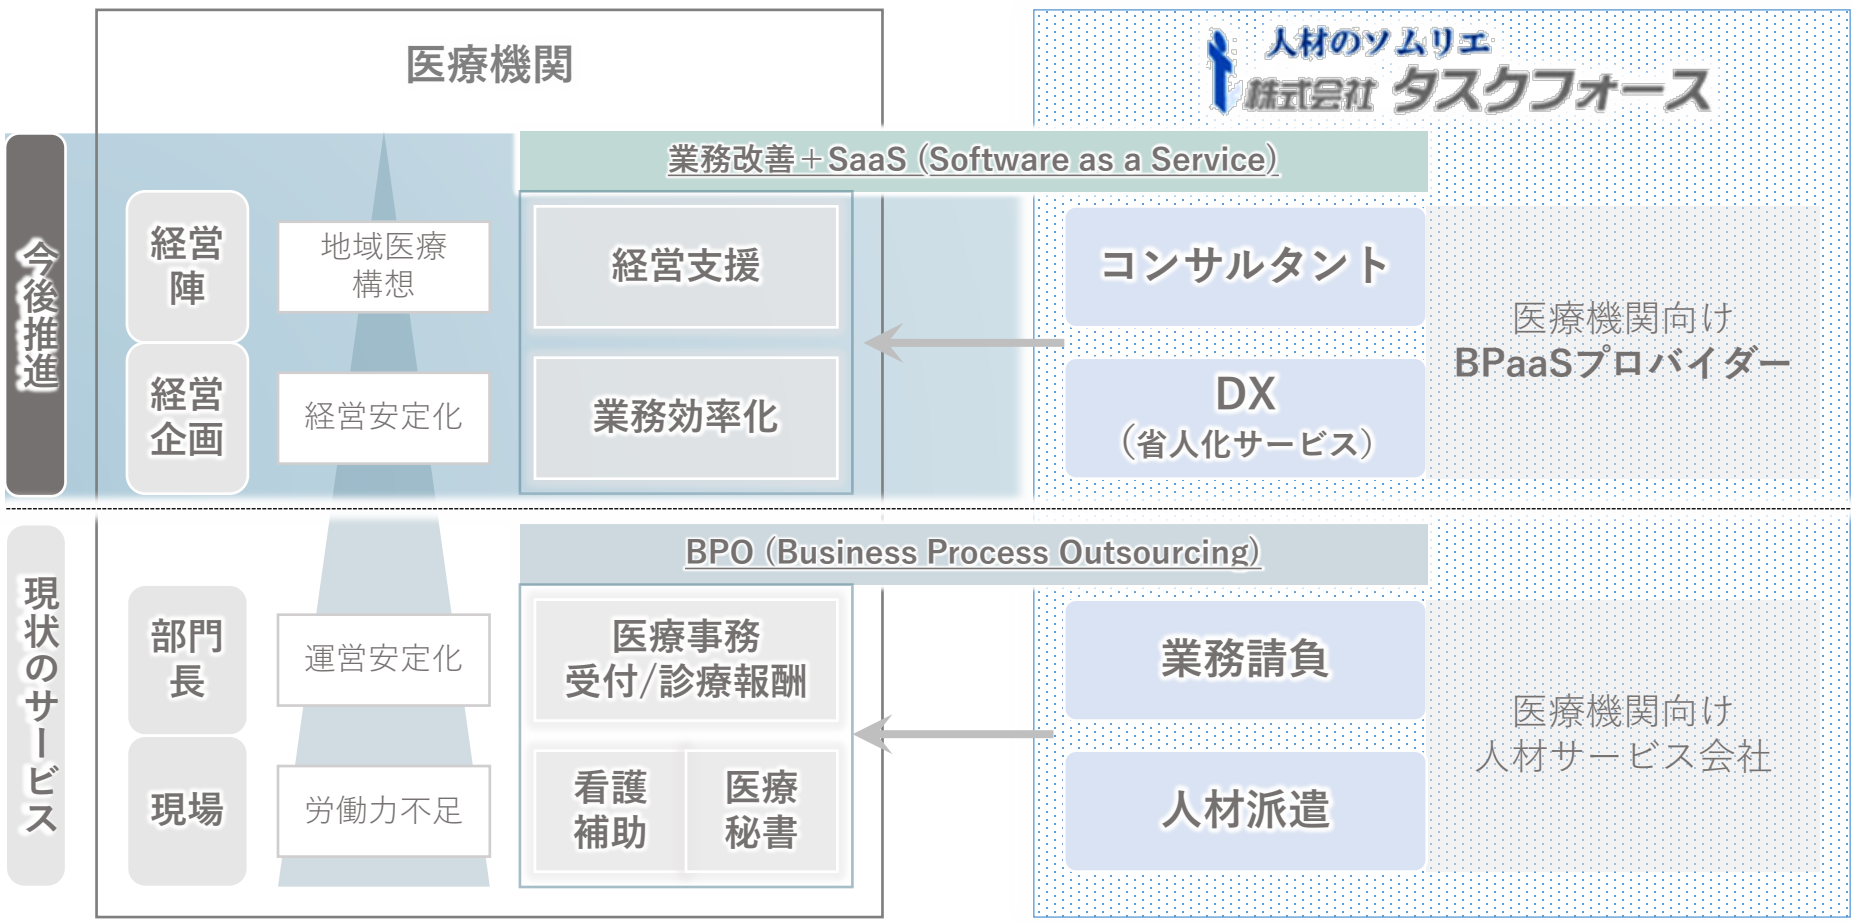 医療機関
人材のソムリエ
株式会社 タスクフォース
今後推進
業務改善＋SaaS (Software as a Service)
経営
陣
地域医療
構想
経営支援
コンサルタント
経営
企画
経営安定化
業務効率化
DX
（省人化サービス）
医療機関向け
BPaaSプロバイダー
現状のサービス
BPO (Business Process Outsourcing)
部門
長
運営安定化
医療事務
受付/診療報酬
業務請負
現場
労働力不足
看護
補助
医療
秘書
人材派遣
医療機関向け
人材サービス会社